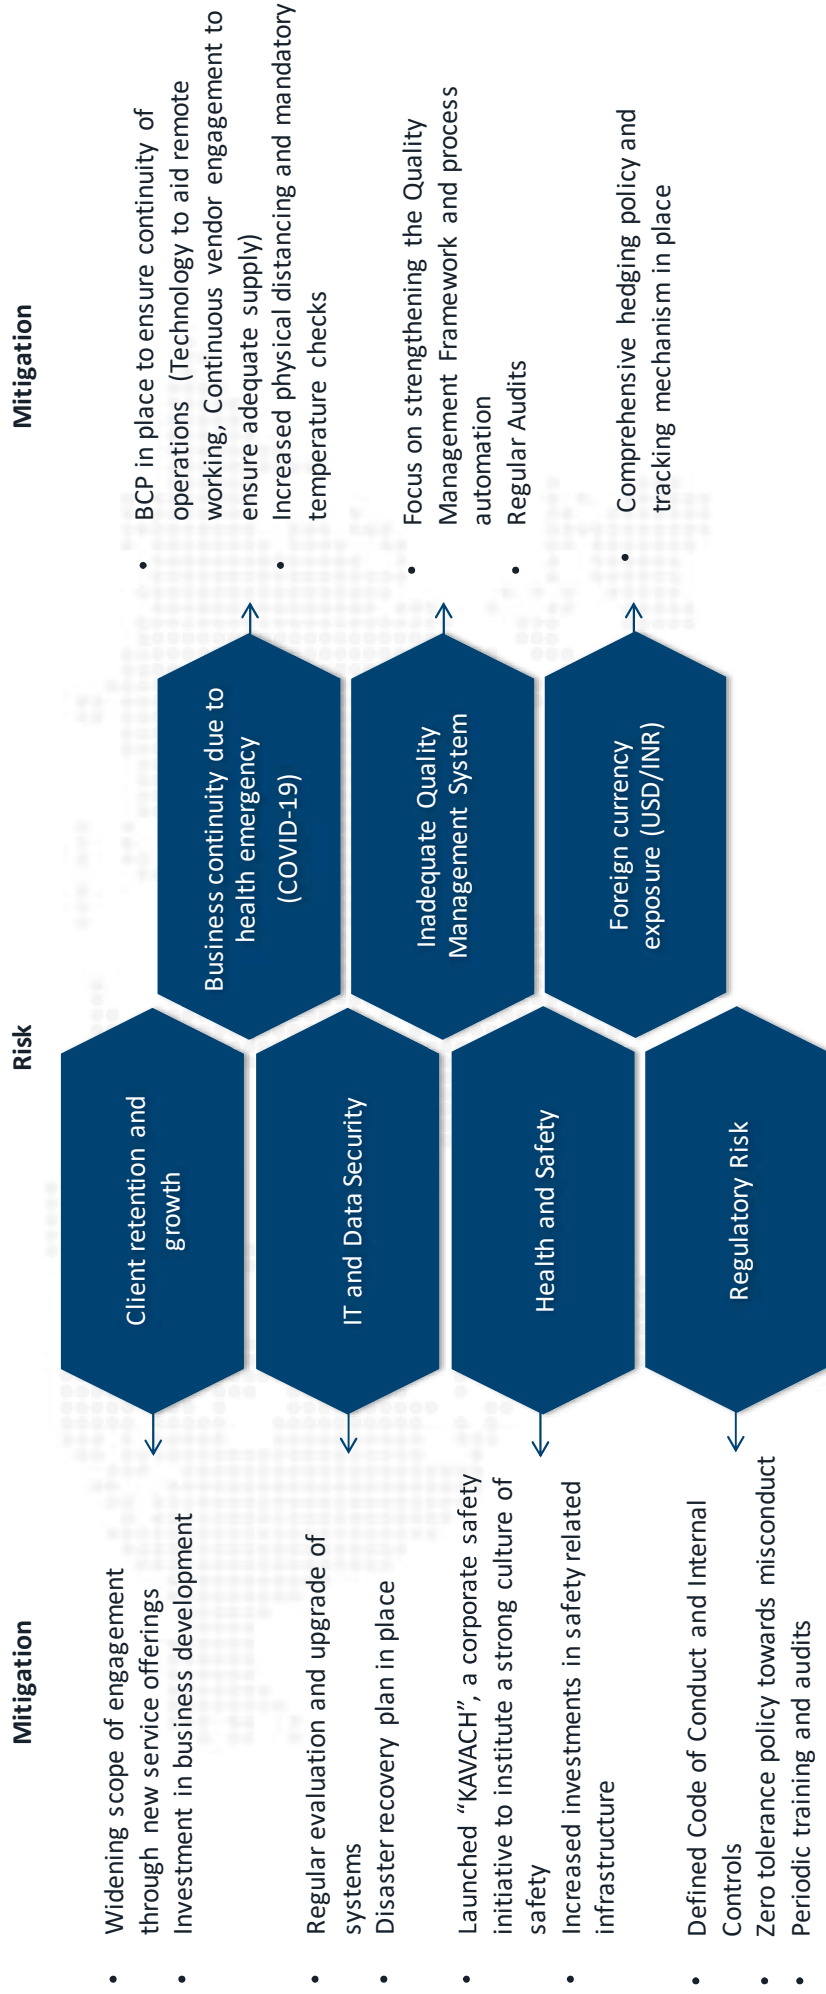 Mitigation
Risk
Mitigation
• Widening scope of engagement
through new service offerings
• Investment in business development
Client retention and
growth
Business continuity due to
health emergency
(COVID-19)
• BCP in place to ensure continuity of
operations (Technology to aid remote
working, Continuous vendor engagement to
ensure adequate supply)
• Increased physical distancing and mandatory
temperature checks
• Regular evaluation and upgrade of
systems
• Disaster recovery plan in place
IT and Data Security
Inadequate Quality
Management System
• Focus on strengthening the Quality
Management Framework and process
automation
• Regular Audits
• Launched “KAVACH”, a corporate safety
initiative to institute a strong culture of
safety
• Increased investments in safety related
infrastructure
Health and Safety
Foreign currency
exposure (USD/INR)
• Comprehensive hedging policy and
tracking mechanism in place
• Defined Code of Conduct and Internal
Controls
• Zero tolerance policy towards misconduct
• Periodic training and audits
Regulatory Risk